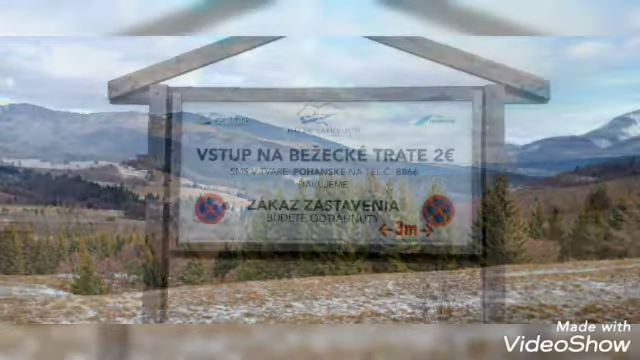 VSTUP NA BEŽECKÉ TRATE 2€
SMS V TVARE: POHANSKE NA TEL.Č. 8866
ĎAKUJEME
ZÁKAZ ZASTAVENIA
BUDETE ODTIAHNUTÝ
←3m→
Made with
VideoShow